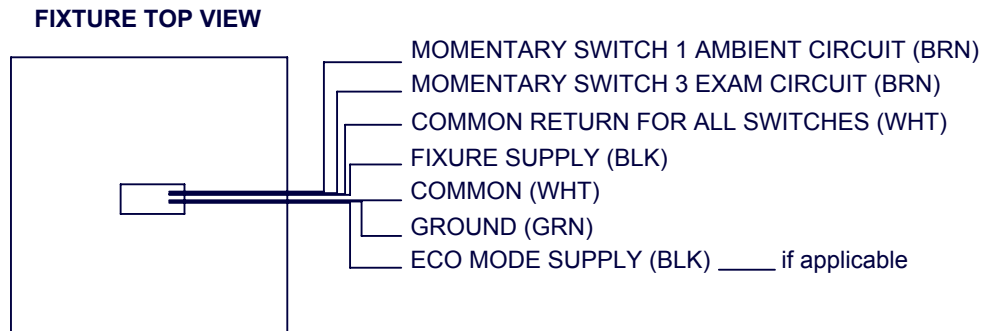 FIXTURE TOP VIEW
MOMENTARY SWITCH 1 AMBIENT CIRCUIT (BRN)
MOMENTARY SWITCH 3 EXAM CIRCUIT (BRN)
COMMON RETURN FOR ALL SWITCHES (WHT)
FIXURE SUPPLY (BLK)
COMMON (WHT)
GROUND (GRN)
ECO MODE SUPPLY (BLK) _____ if applicable